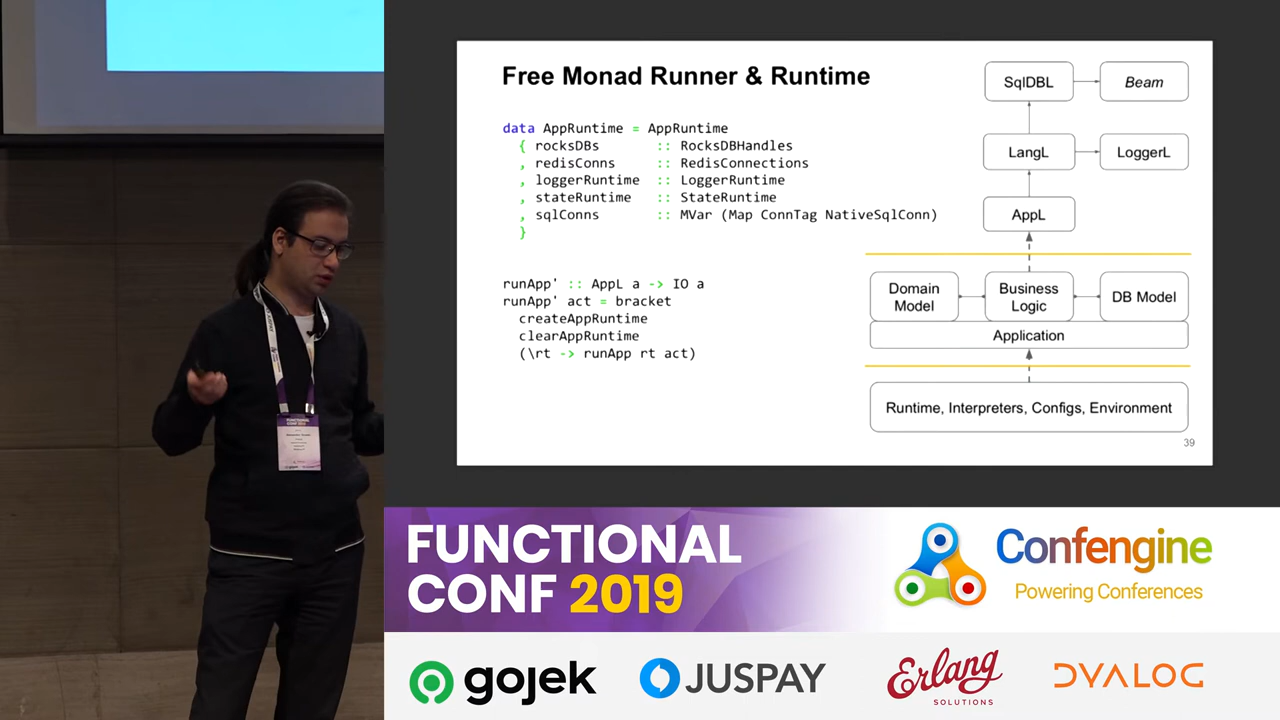 Free Monad Runner & Runtime
data AppRuntime = AppRuntime
{ rocksDBs :: RocksDBHandles
, redisConns :: RedisConnections
, loggerRuntime :: LoggerRuntime
, stateRuntime :: StateRuntime
, sqlConns :: MVar (Map ConnTag NativeSqlConn)
}
runApp' :: AppL a -> IO a
runApp' act = bracket
createAppRuntime
clearAppRuntime
(\rt -> runApp rt act)
SqlDBL
Beam
LangL
LoggerL
AppL
Domain
Model
Business
Logic
DB Model
Application
Runtime, Interpreters, Configs, Environment
39
FUNCTIONAL
CONF 2019
FUNCTIONAL
CONF 2019
Confengine
Powering Conferences
gojek
JUSPAY
Erlang
SOLUTIONS
DYALOG